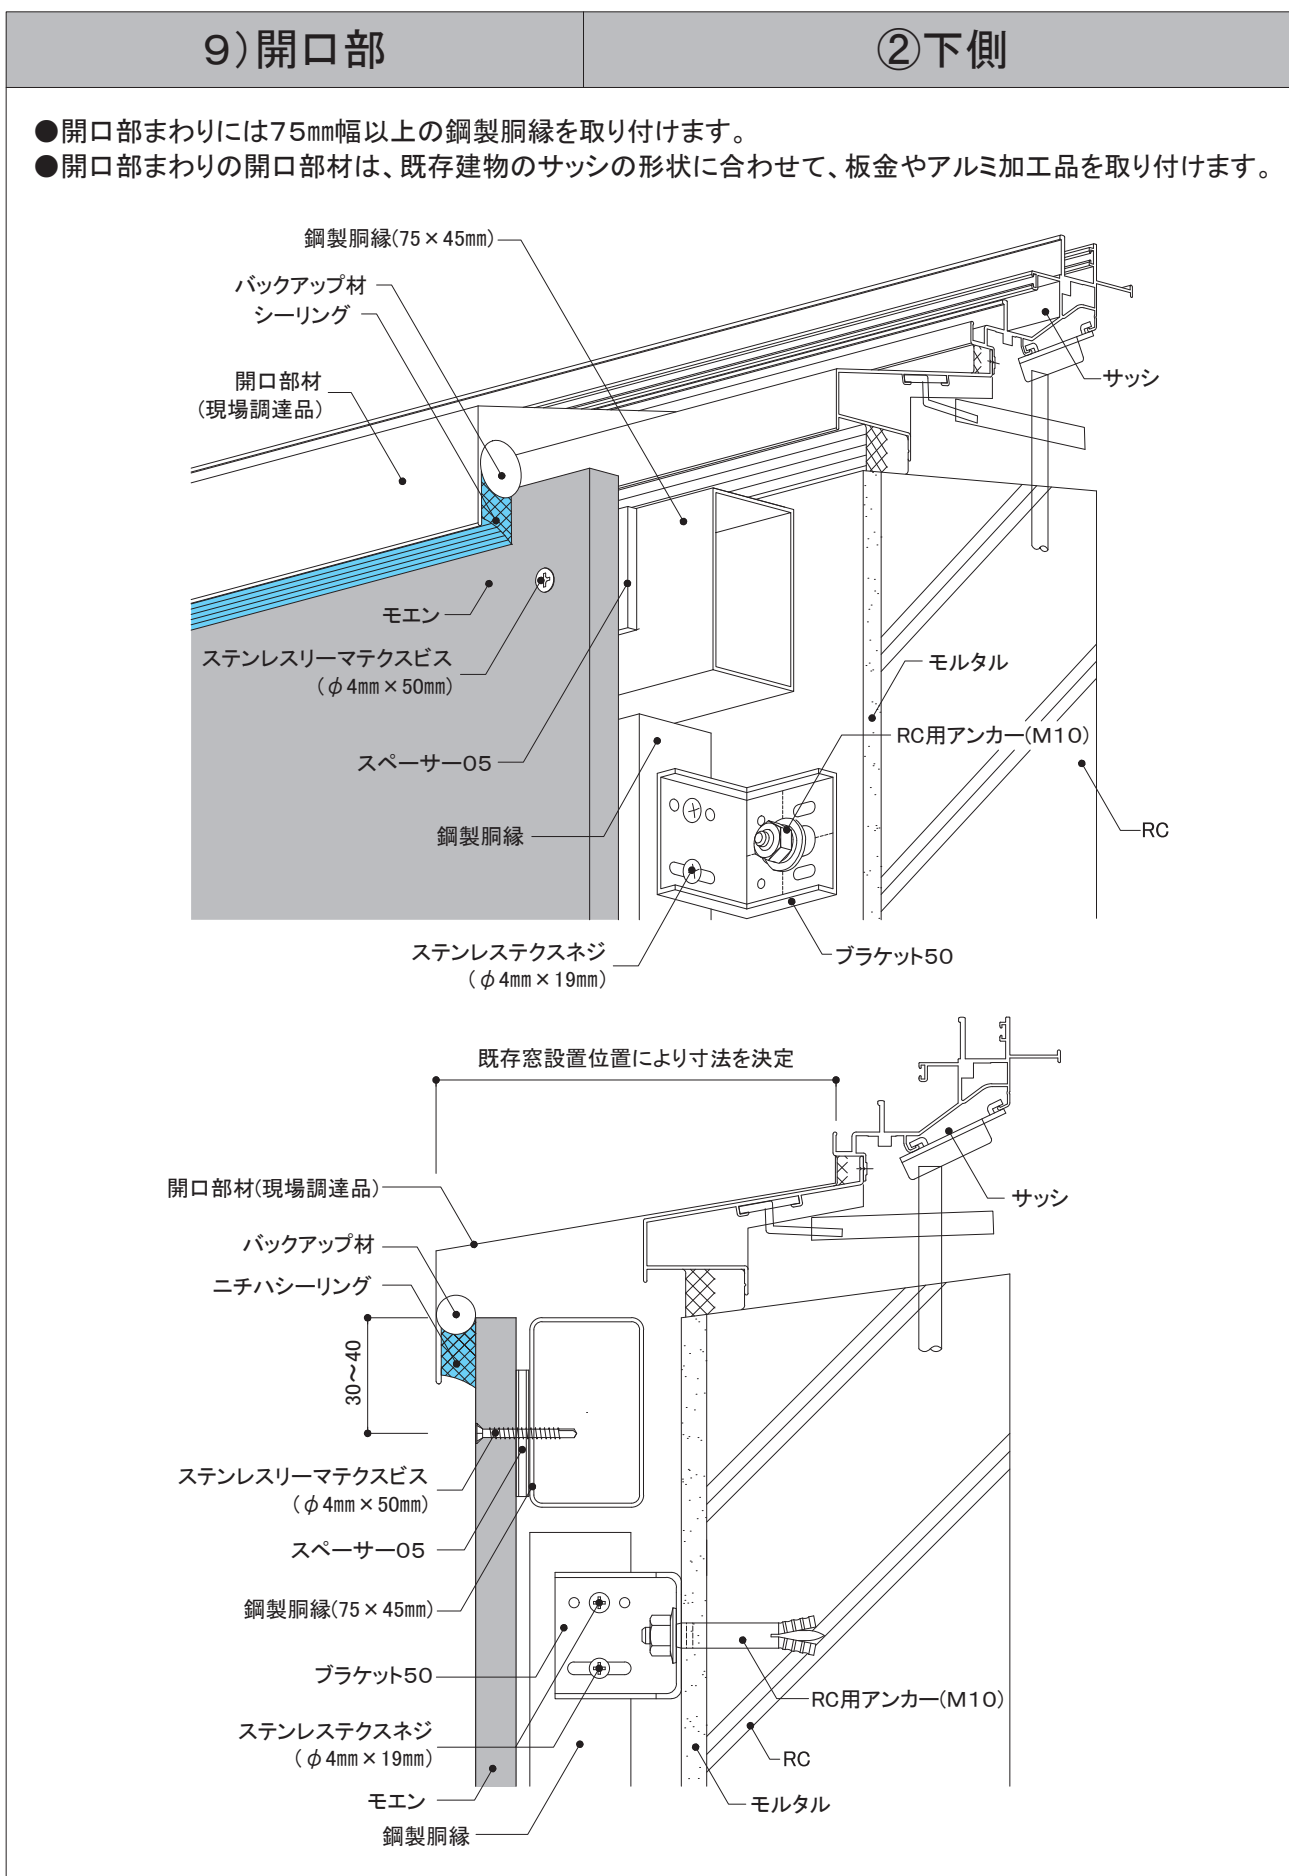 9)開口部
②下側
●開口部まわりには75㎜幅以上の鋼製胴縁を取り付けます。
●開口部まわりの開口部材は、既存建物のサッシの形状に合わせて、板金やアルミ加工品を取り付けます。
鋼製胴縁(75×45㎜)
バックアップ材
シーリング
開口部材
(現場調達品)
サッシ
モエン
ステンレスリーマテクスビス
(φ4㎜×50㎜)
モルタル
RC用アンカー(M10)
スペーサー05
鋼製胴縁
RC
ステンレステクスネジ
(φ4㎜×19㎜)
ブラケット50
既存窓設置位置により寸法を決定
開口部材(現場調達品)
サッシ
バックアップ材
ニチハシーリング
30～40
ステンレスリーマテクスビス
(φ4㎜×50㎜)
スペーサー05
鋼製胴縁(75×45㎜)
ブラケット50
RC用アンカー(M10)
ステンレステクスネジ
(φ4㎜×19㎜)
RC
モエン
モルタル
鋼製胴縁